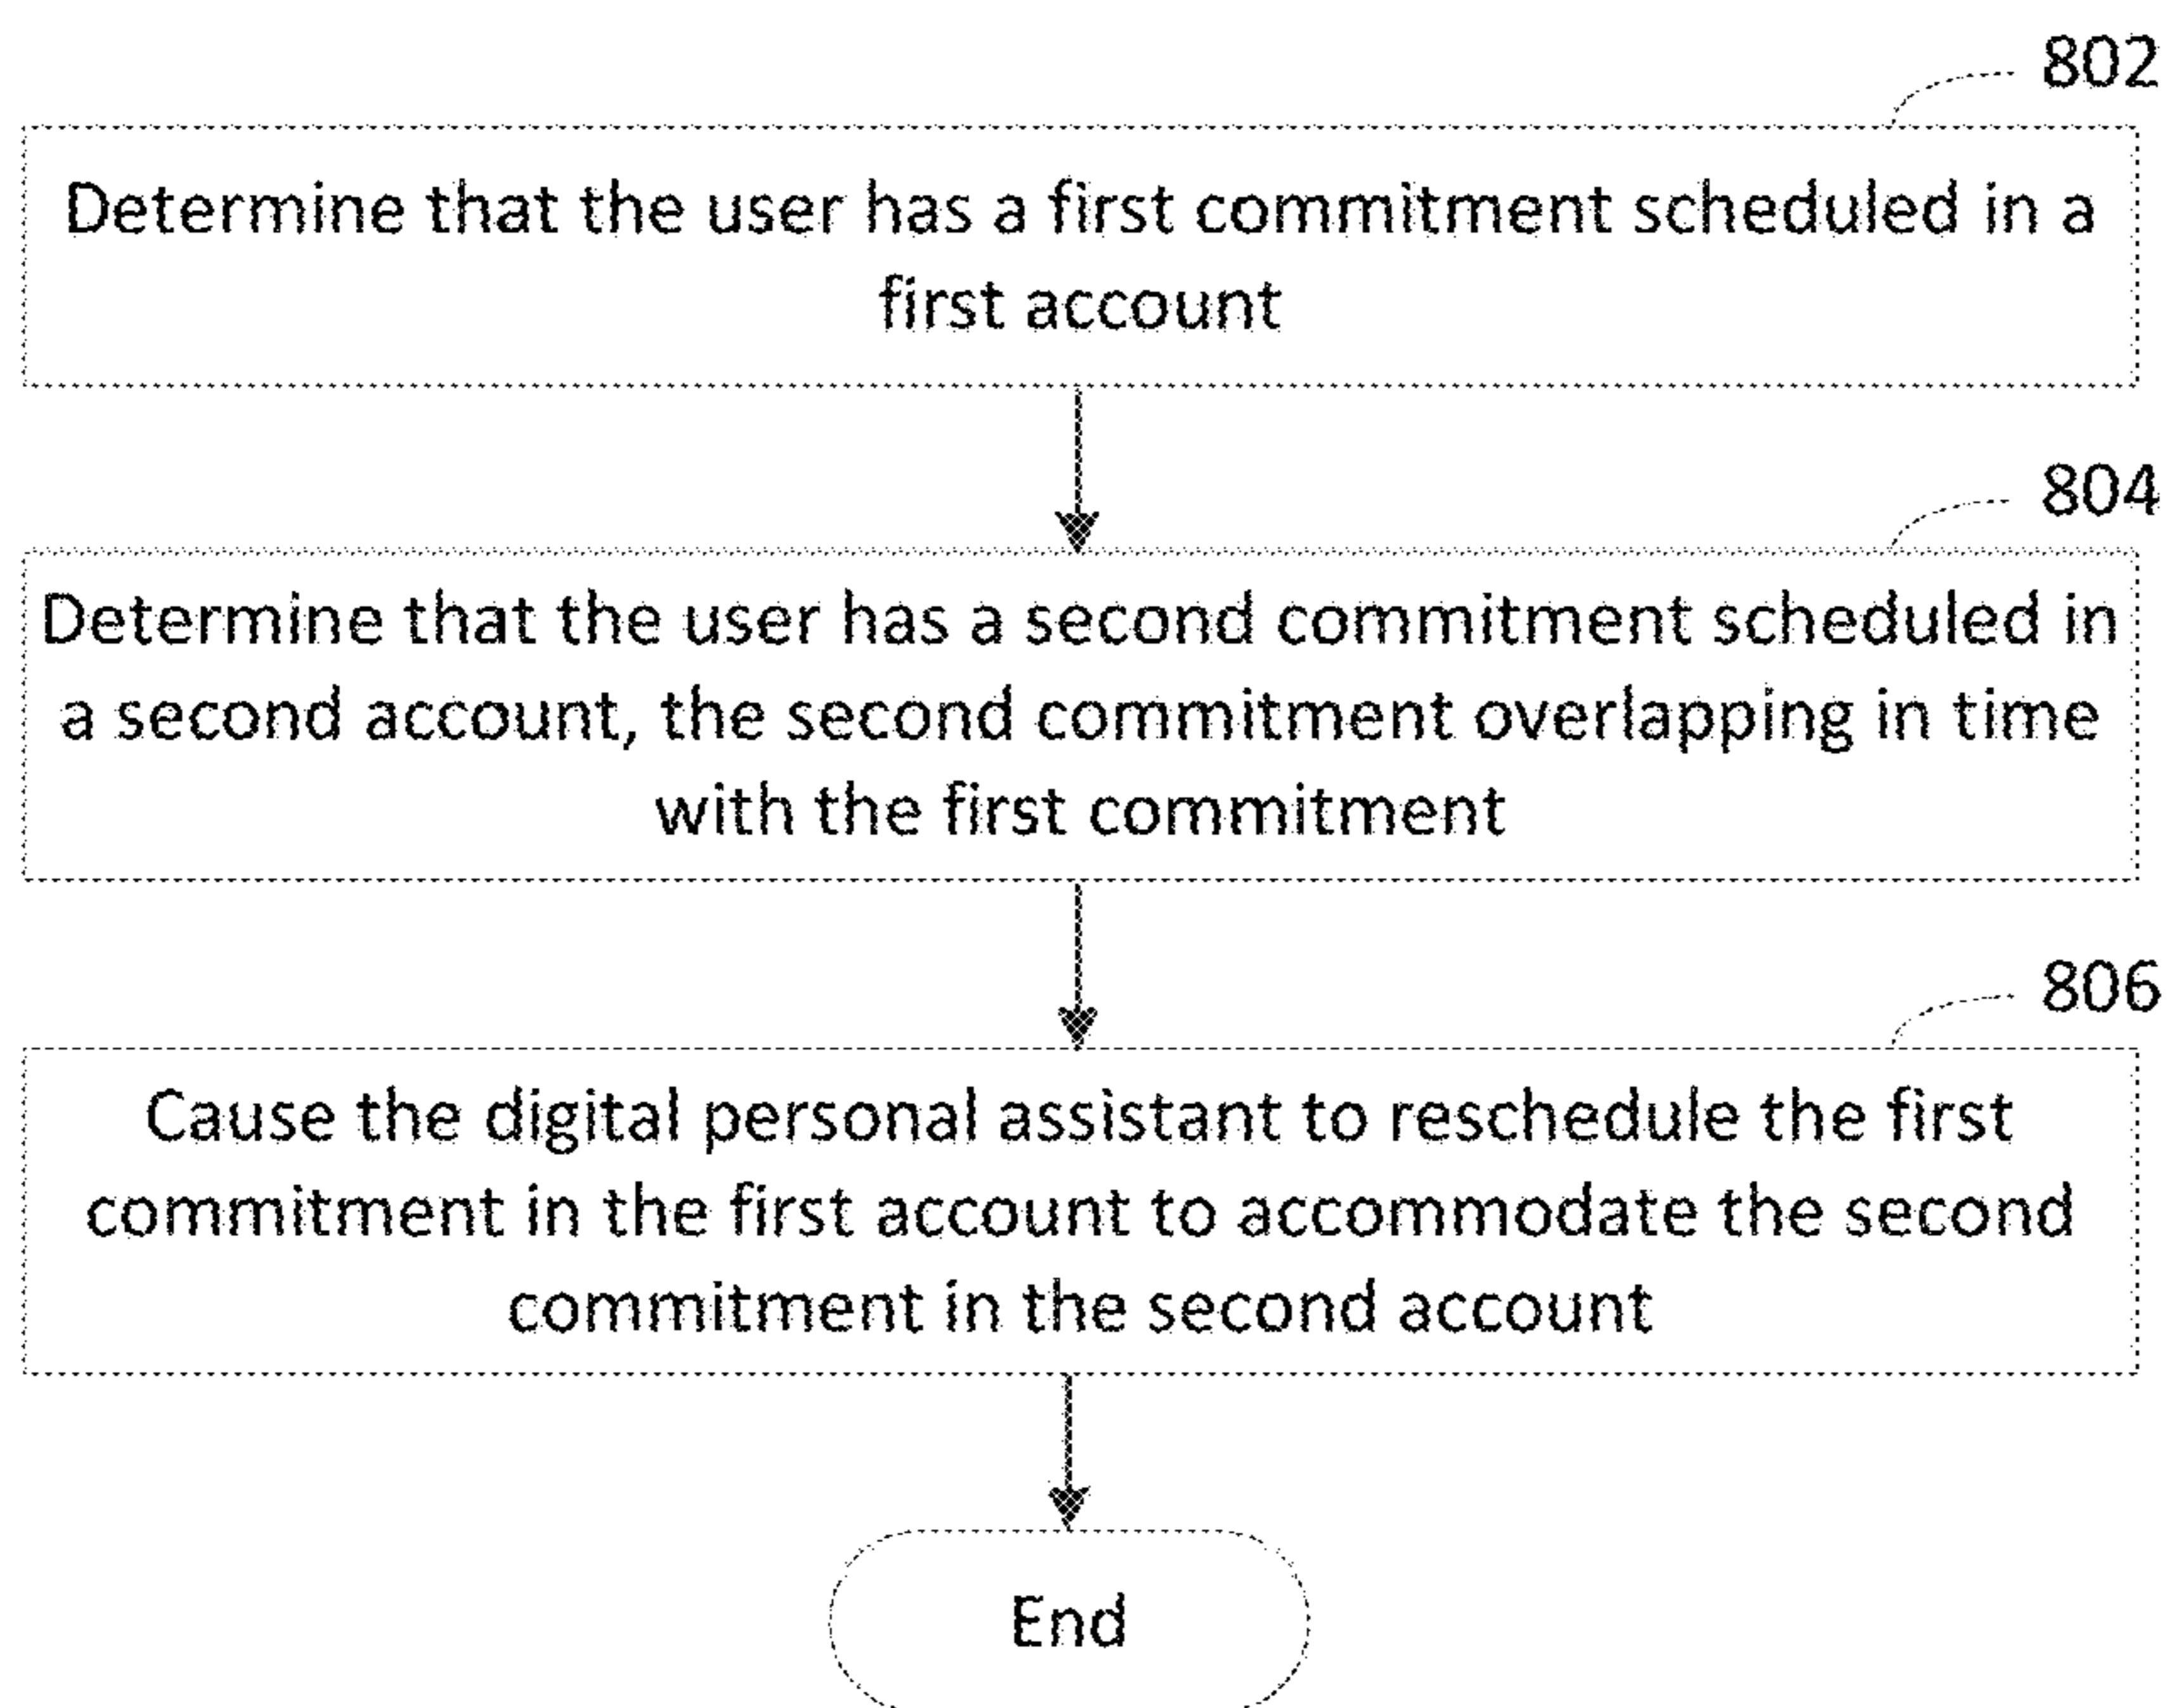 802
Determine that the user has a first commitment scheduled in a
first account
804
Determine that the user has a second commitment scheduled in
a second account, the second commitment overlapping in time
with the first commitment
806
Cause the digital personal assistant to reschedule the first
commitment in the first account to accommodate the second
commitment in the second account
End